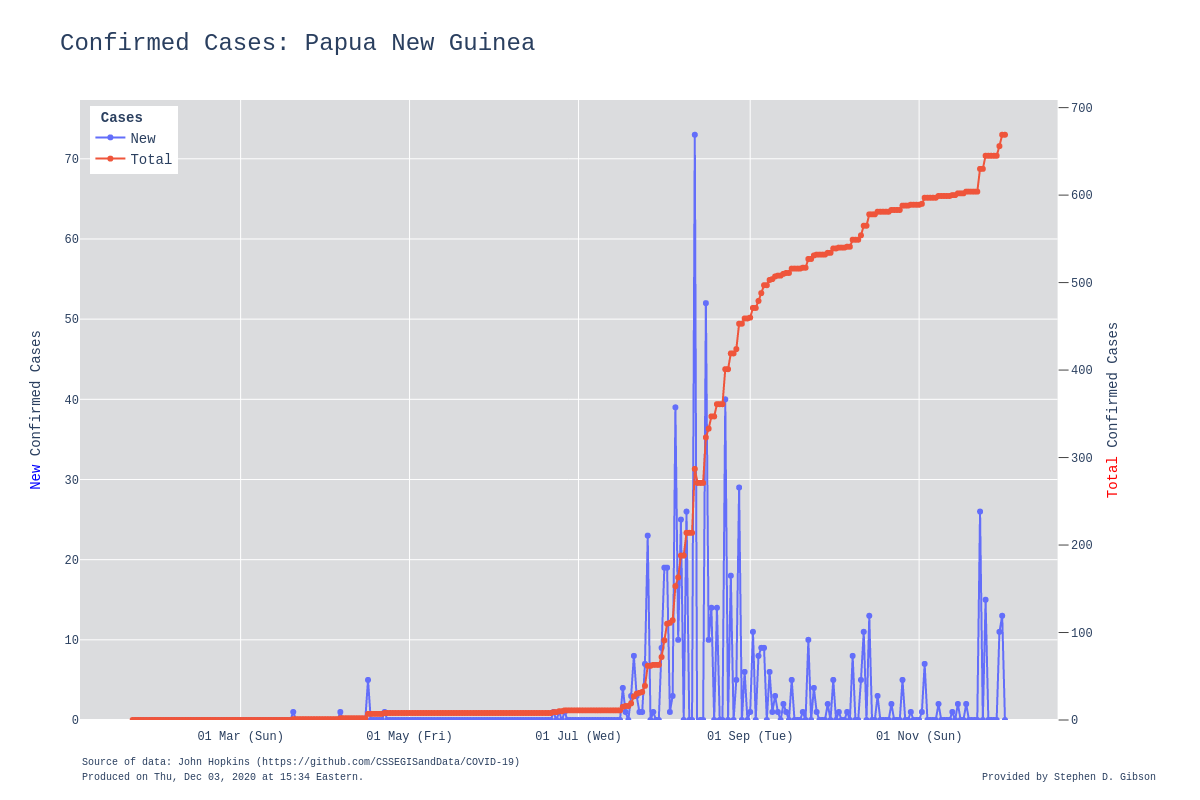 Confirmed Cases: Papua New Guinea
Cases
New
Total
70
60
50
40
30
20
10
0
New Confirmed Cases
700
600
500
400
300
200
100
0
Total Confirmed Cases
01 Mar (Sun)
01 May (Fri)
01 Jul (Wed)
01 Sep (Tue)
01 Nov (Sun)
Source of data: John Hopkins (https://github.com/CSSEGISandData/COVID-19)
Produced on Thu, Dec 03, 2020 at 15:34 Eastern.
Provided by Stephen D. Gibson